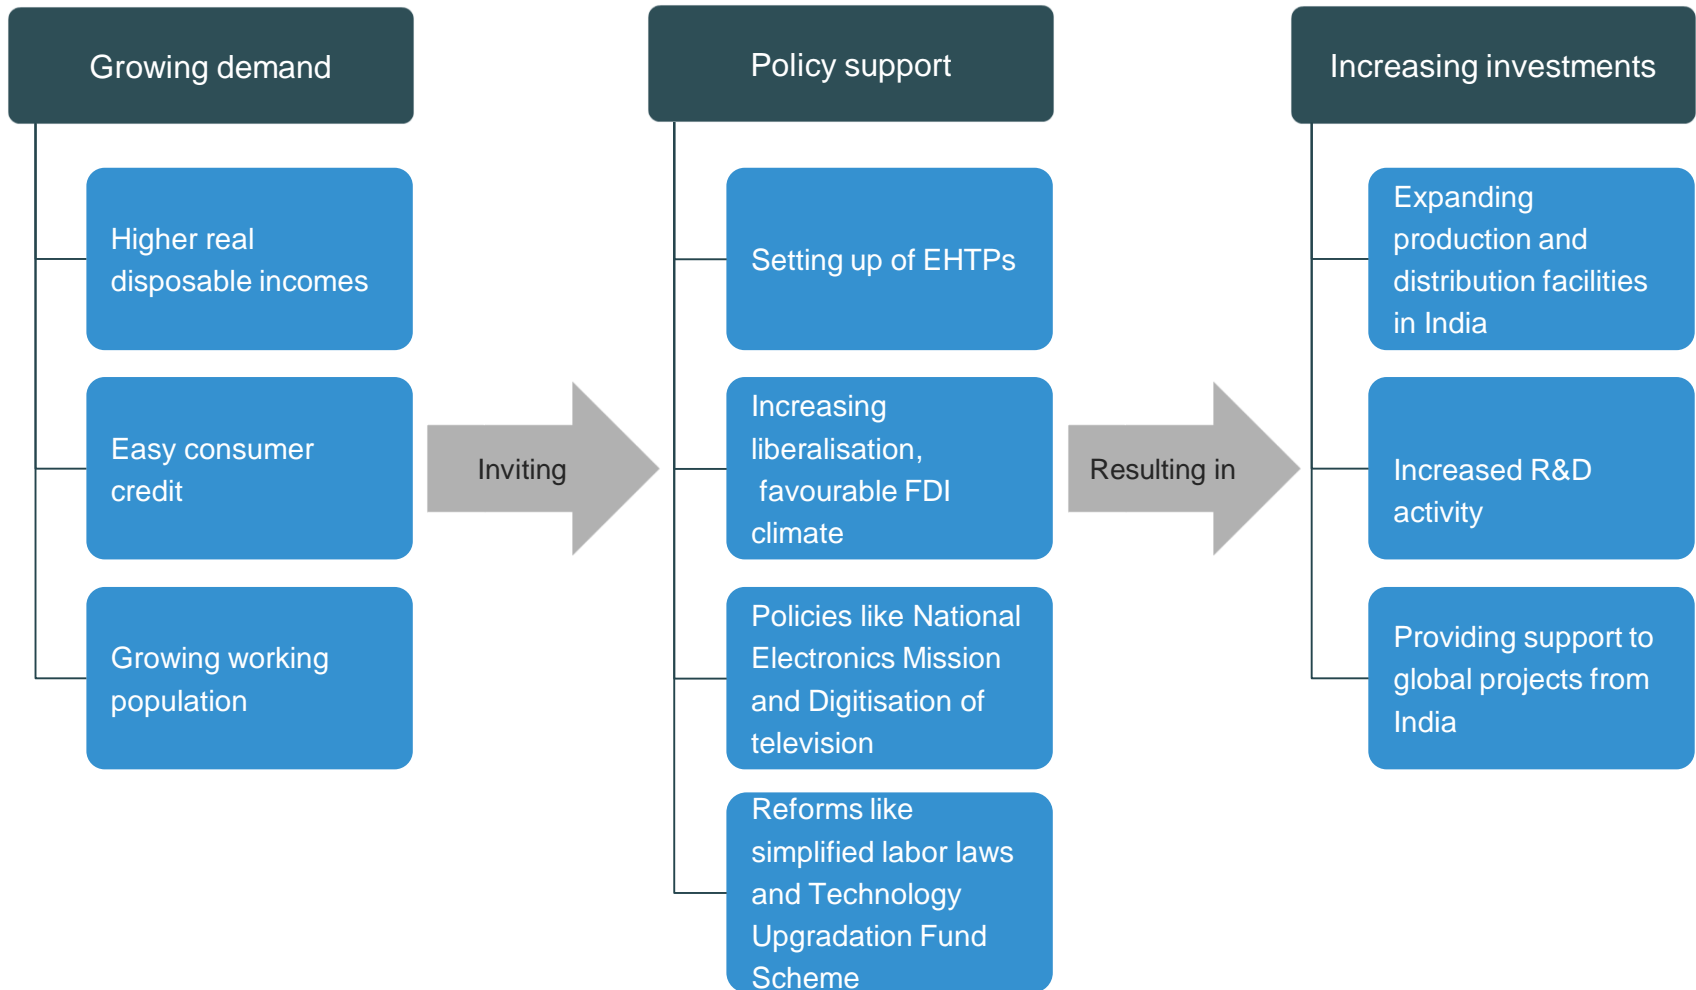 Growing demand
Higher real
disposable incomes
Easy consumer
credit
Growing working
population
Inviting
Policy support
Setting up of EHTPs
Increasing
liberalisation,
favourable FDI
climate
Policies like National
Electronics Mission
and Digitisation of
television
Reforms like
simplified labor laws
and Technology
Upgradation Fund
Scheme
Resulting in
Increasing investments
Expanding
production and
distribution facilities
in India
Increased R&D
activity
Providing support to
global projects from
India